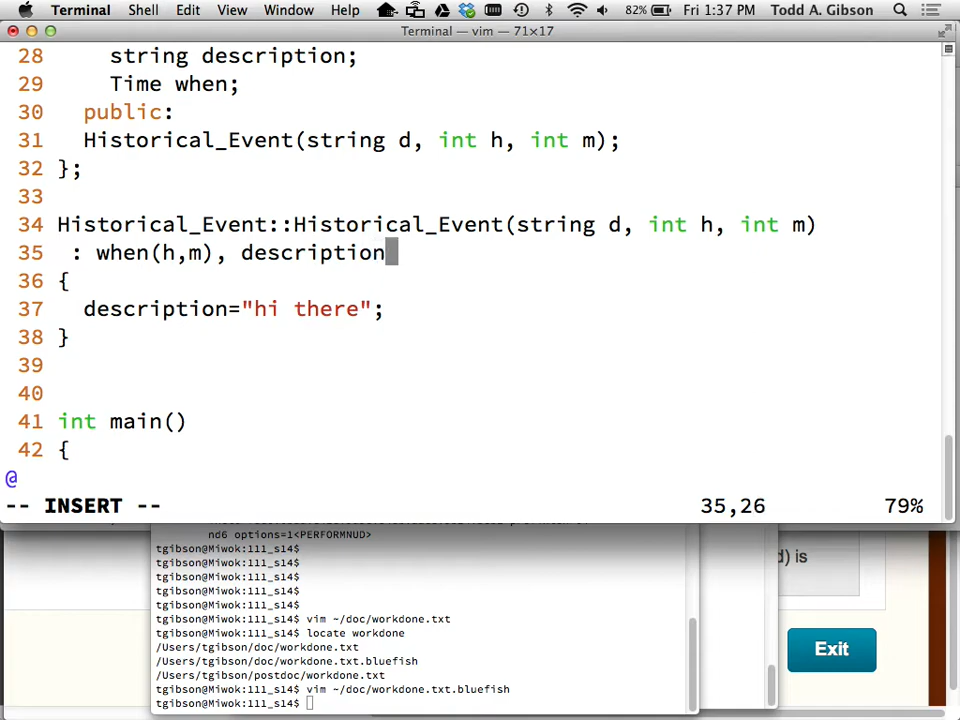 Terminal Shell Edit View Window Help 82% Fri 1:37 PM Todd A. Gibson
Terminal — vim — 71×17
28 string description;
29 Time when;
30 public:
31 Historical_Event(string d, int h, int m);
32 };
33
34 Historical_Event::Historical_Event(string d, int h, int m)
35 : when(h,m), description
36 {
37 description="hi there";
38 }
39
40
41 int main()
42 {
@
-- INSERT -- 35,26 79%
nd6 options=1<PERFORMNUD>
tgibson@Miwok:111_s14$
tgibson@Miwok:111_s14$
tgibson@Miwok:111_s14$
tgibson@Miwok:111_s14$
tgibson@Miwok:111_s14$
tgibson@Miwok:111_s14$ vim ~/doc/workdone.txt
tgibson@Miwok:111_s14$ locate workdone
/Users/tgibson/doc/workdone.txt
/Users/tgibson/doc/workdone.txt.bluefish
/Users/tgibson/postdoc/workdone.txt
tgibson@Miwok:111_s14$ vim ~/doc/workdone.txt.bluefish
tgibson@Miwok:111_s14$
d) is
Exit